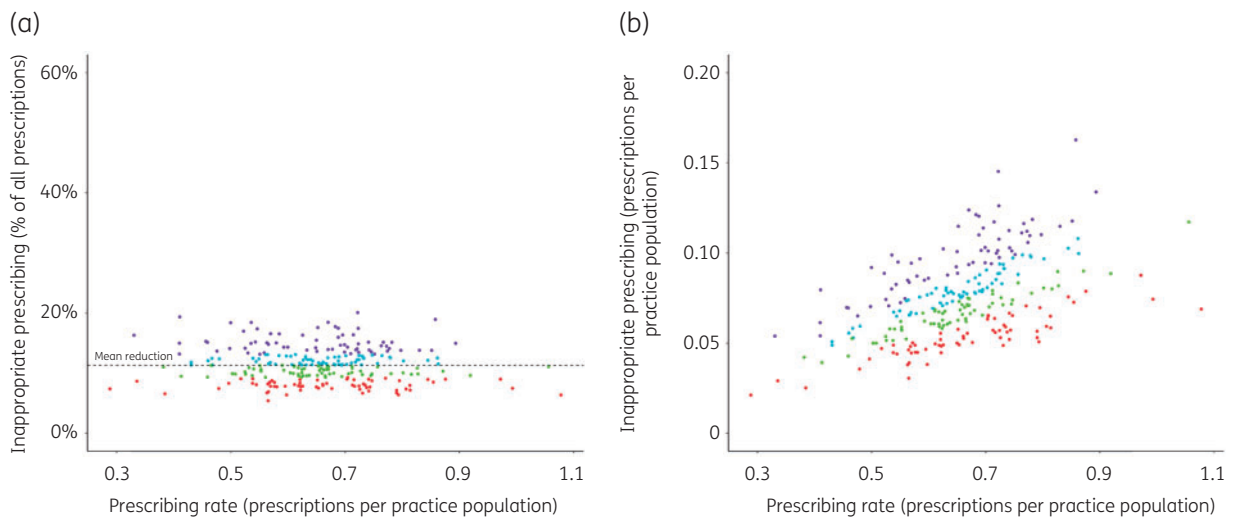 (a)
Inappropriate prescribing (% of all prescriptions)
60%
40%
20%
0%
Mean reduction
0.3 0.5 0.7 0.9 1.1
Prescribing rate (prescriptions per practice population)
(b)
Inappropriate prescribing (prescriptions per
practice population)
0.20
0.15
0.10
0.05
0
0.3 0.5 0.7 0.9 1.1
Prescribing rate (prescriptions per practice population)